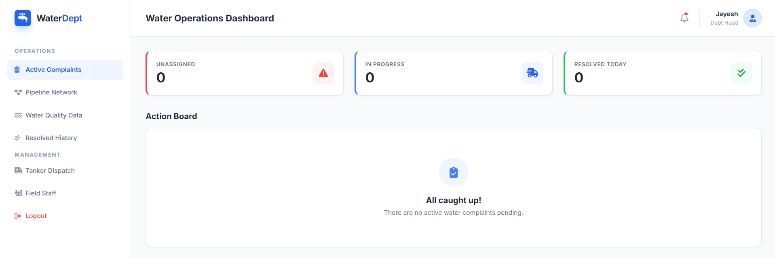 WaterDept
OPERATIONS
Active Complaints
Pipeline Network
Water Quality Data
Resolved History
MANAGEMENT
Tanker Dispatch
Field Staff
Logout
Water Operations Dashboard
Jayesh
Dept Head
UNASSIGNED
0
IN PROGRESS
0
RESOLVED TODAY
0
Action Board
All caught up!
There are no active water complaints pending.